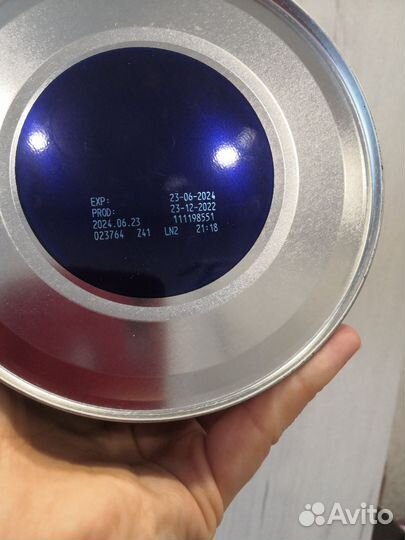 EXP: 23-06-2024
PROD: 23-12-2022
2024.06.23 111198551
023764 Z41 LN2 21:18
Avito